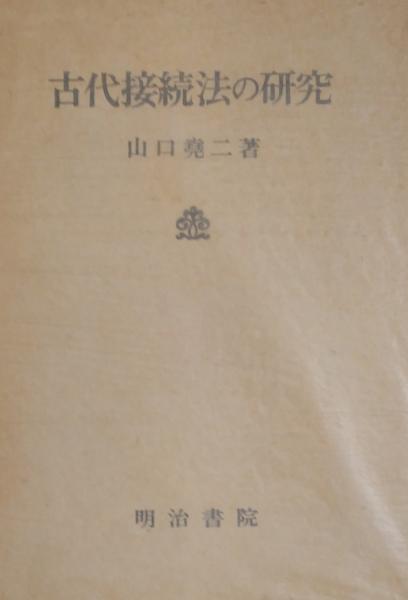 古代接続法の研究
山口堯二著
明治書院